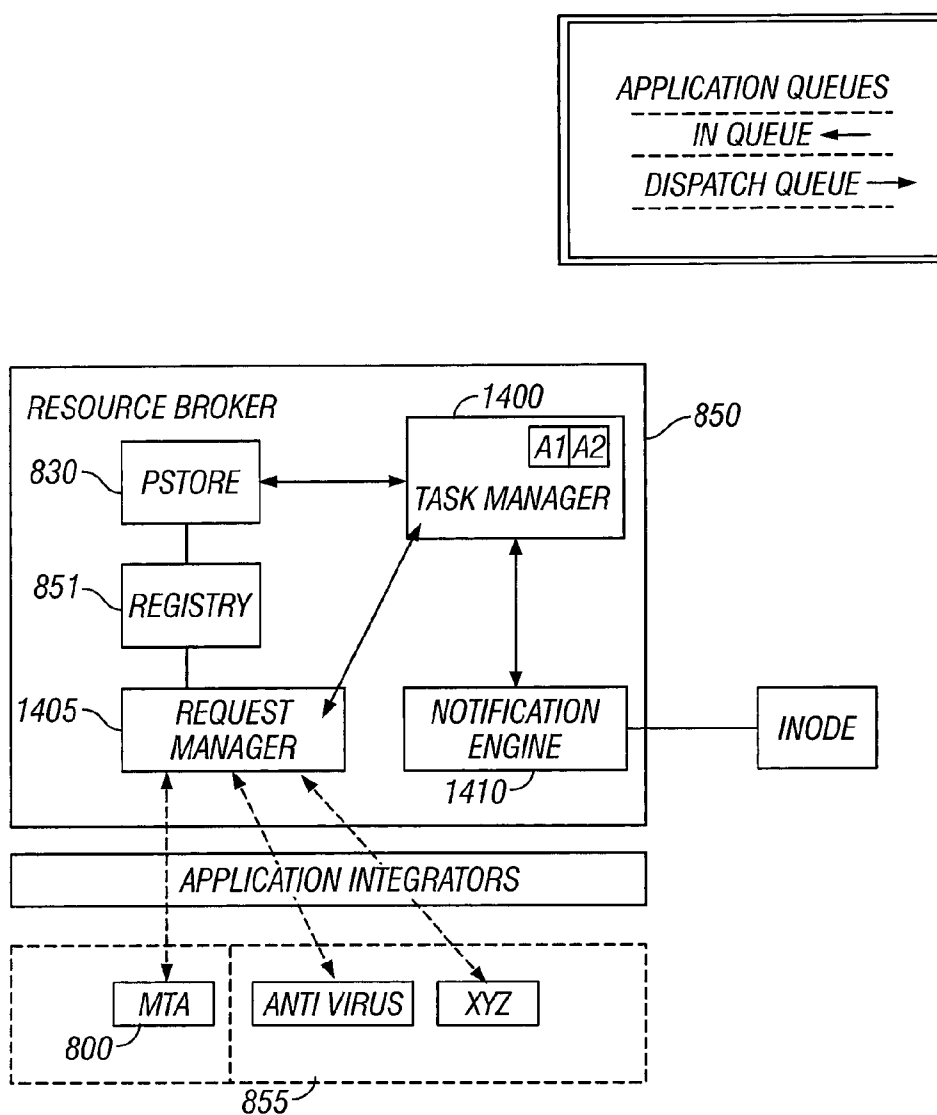 APPLICATION QUEUES
IN QUEUE
DISPATCH QUEUE
RESOURCE BROKER
1400
850
A1 A2
830
PSTORE
TASK MANAGER
851
REGISTRY
1405
REQUEST
MANAGER
NOTIFICATION
ENGINE
INODE
1410
APPLICATION INTEGRATORS
MTA
ANTI VIRUS
XYZ
800
855